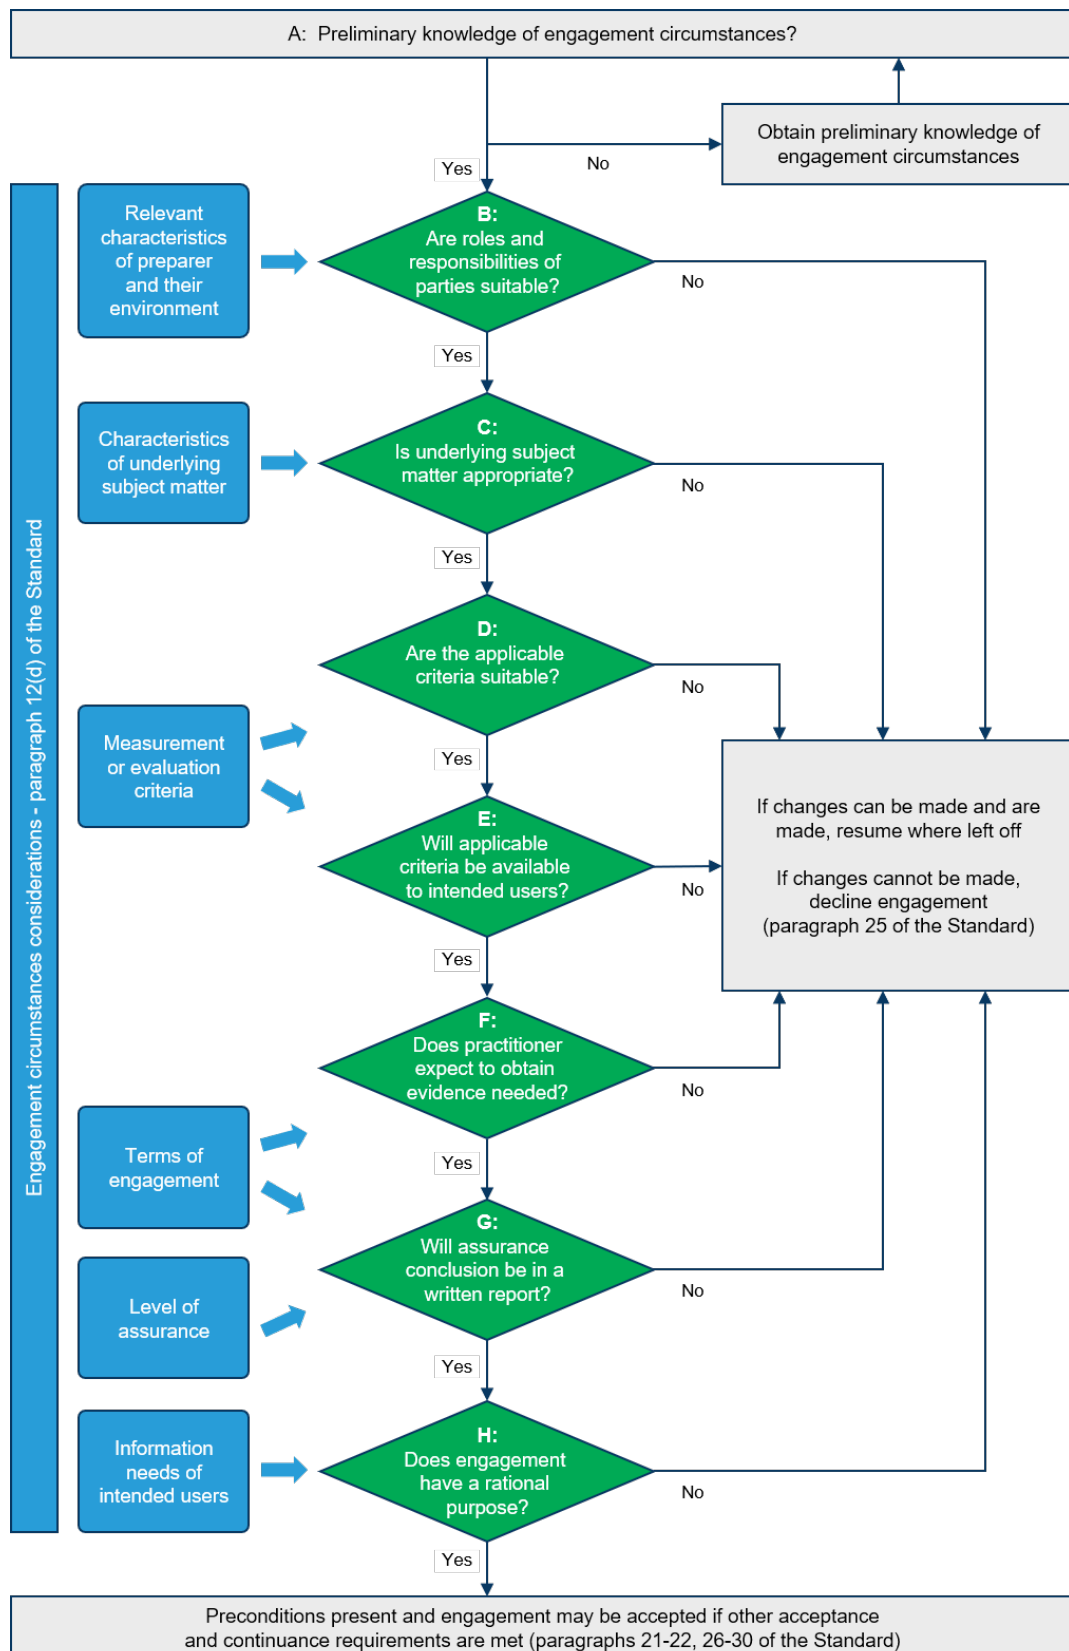 A:  Preliminary knowledge of engagement circumstances?
Obtain preliminary knowledge of
engagement circumstances
No
Yes
Engagement circumstances considerations - paragraph 12(d) of the Standard
Relevant
characteristics
of preparer
and their
environment
B:
Are roles and
responsibilities of
parties suitable?
No
Yes
Characteristics
of underlying
subject matter
C:
Is underlying subject
matter appropriate?
No
Yes
D:
Are the applicable
criteria suitable?
No
Yes
Measurement
or evaluation
criteria
E:
Will applicable
criteria be available
to intended users?
No
Yes
If changes can be made and are
made, resume where left off
If changes cannot be made,
decline engagement
(paragraph 25 of the Standard)
F:
Does practitioner
expect to obtain
evidence needed?
No
Yes
Terms of
engagement
G:
Will assurance
conclusion be in a
written report?
No
Yes
Level of
assurance
Information
needs of
intended users
H:
Does engagement
have a rational
purpose?
No
Yes
Preconditions present and engagement may be accepted if other acceptance
and continuance requirements are met (paragraphs 21-22, 26-30 of the Standard)